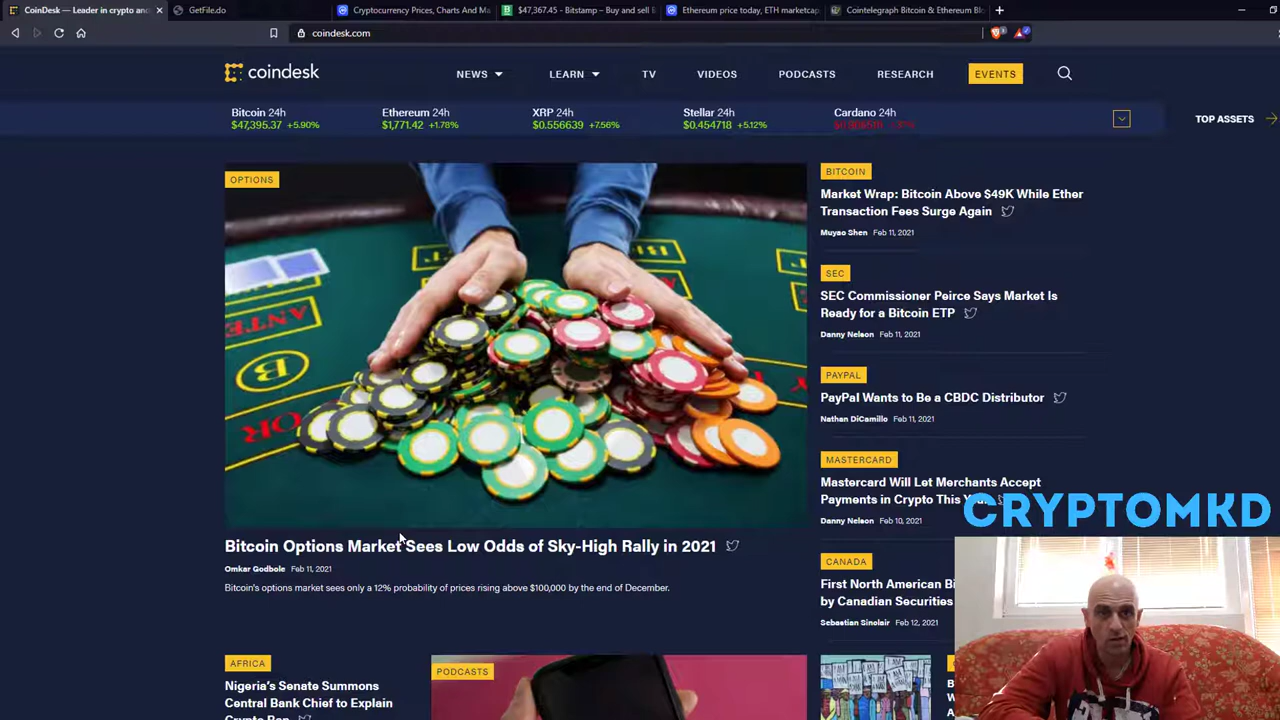 CoinDesk — Leader in crypto and
GetFile.do
Cryptocurrency Prices, Charts And Ma
$47,367.45 - Bitstamp – Buy and sell B
Ethereum price today, ETH marketcap
Cointelegraph Bitcoin & Ethereum Bl
coindesk.com
coindesk
NEWS
LEARN
TV
VIDEOS
PODCASTS
RESEARCH
EVENTS
Bitcoin 24h
$47,395.37 +5.90%
Ethereum 24h
$1,771.42 +1.78%
XRP 24h
$0.556639 +7.56%
Stellar 24h
$0.454718 +5.12%
Cardano 24h
TOP ASSETS
OPTIONS
ANTE
B
OR
Bitcoin Options Market Sees Low Odds of Sky-High Rally in 2021
Omkar Godbole Feb 11, 2021
Bitcoin's options market sees only a 12% probability of prices rising above $100,000 by the end of December.
BITCOIN
Market Wrap: Bitcoin Above $49K While Ether
Transaction Fees Surge Again
Muyao Shen Feb 11, 2021
SEC
SEC Commissioner Peirce Says Market Is
Ready for a Bitcoin ETP
Danny Nelson Feb 11, 2021
PAYPAL
PayPal Wants to Be a CBDC Distributor
Nathan DiCamillo Feb 11, 2021
MASTERCARD
Mastercard Will Let Merchants Accept
Payments in Crypto This
Danny Nelson Feb 10, 2021
CRYPTOMKD
CANADA
First North American Bi
by Canadian Securities
Sebastian Sinclair Feb 12, 2021
AFRICA
Nigeria's Senate Summons
Central Bank Chief to Explain
PODCASTS